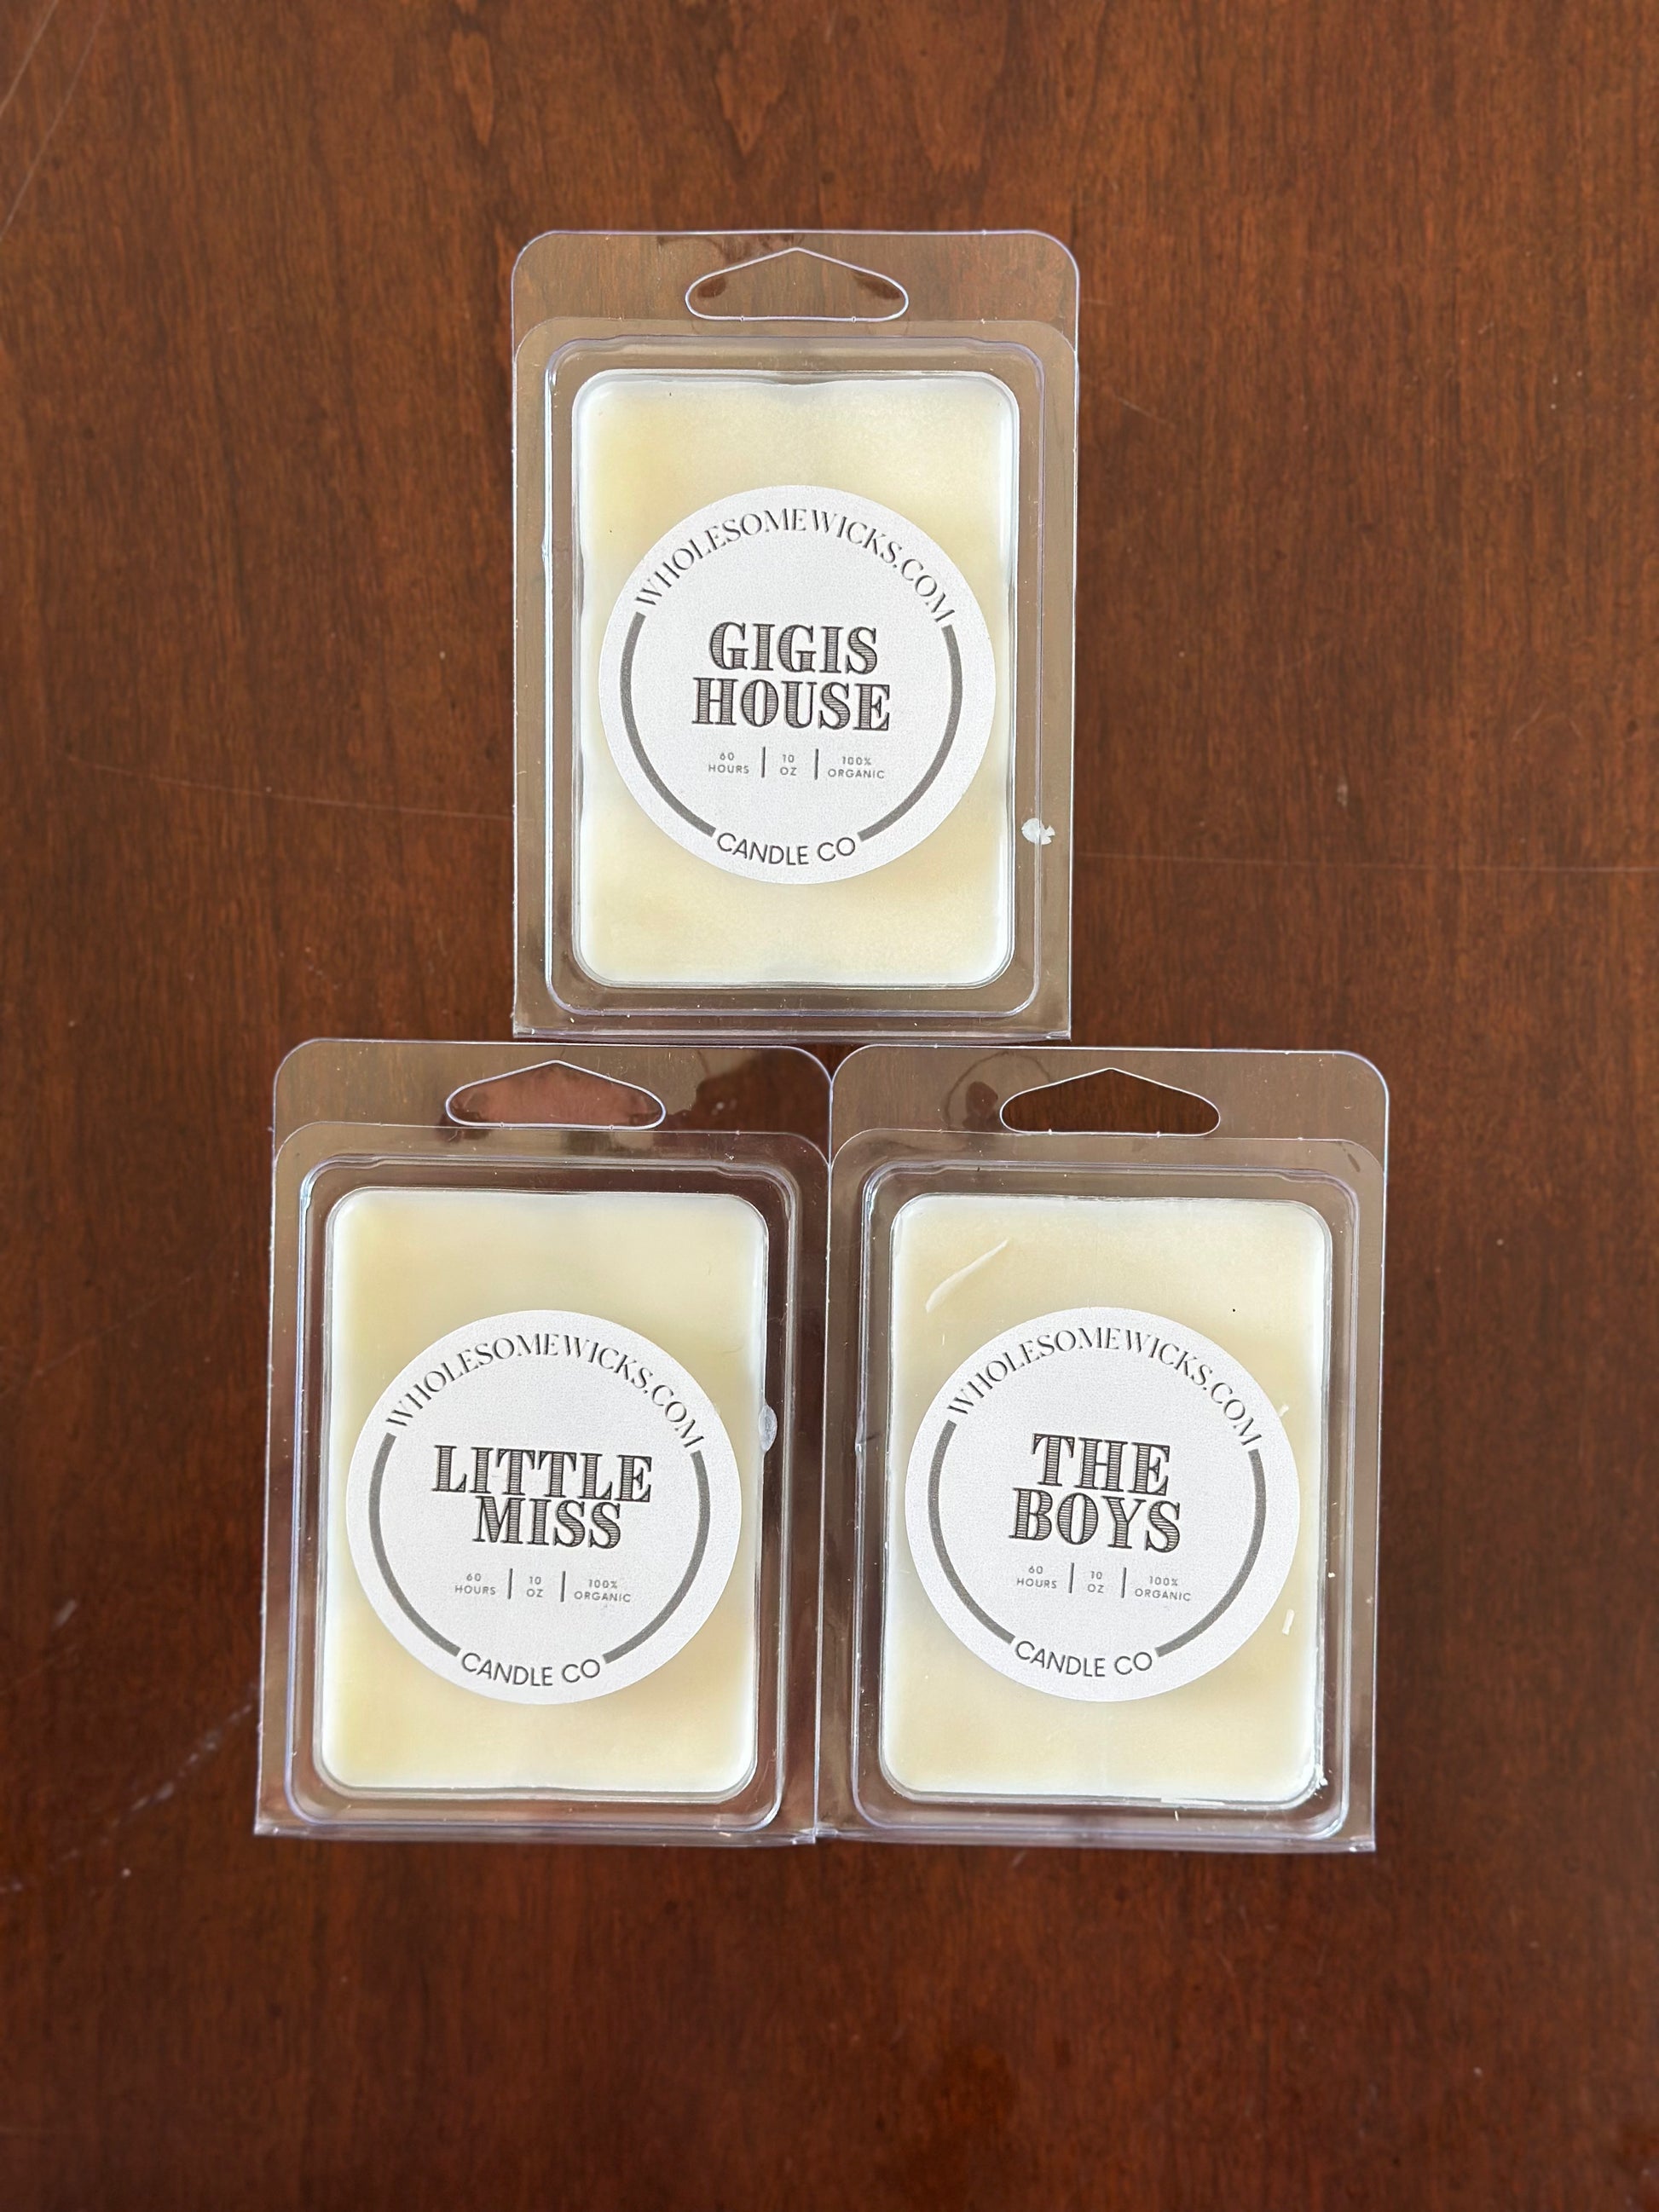 WHOLESOMEWICKS.COM
GIGIS
HOUSE
60 HOURS | 10 OZ | 100% ORGANIC
CANDLE CO
WHOLESOMEWICKS.COM
LITTLE
MISS
60 HOURS | 10 OZ | 100% ORGANIC
CANDLE CO
WHOLESOMEWICKS.COM
THE
BOYS
60 HOURS | 10 OZ | 100% ORGANIC
CANDLE CO